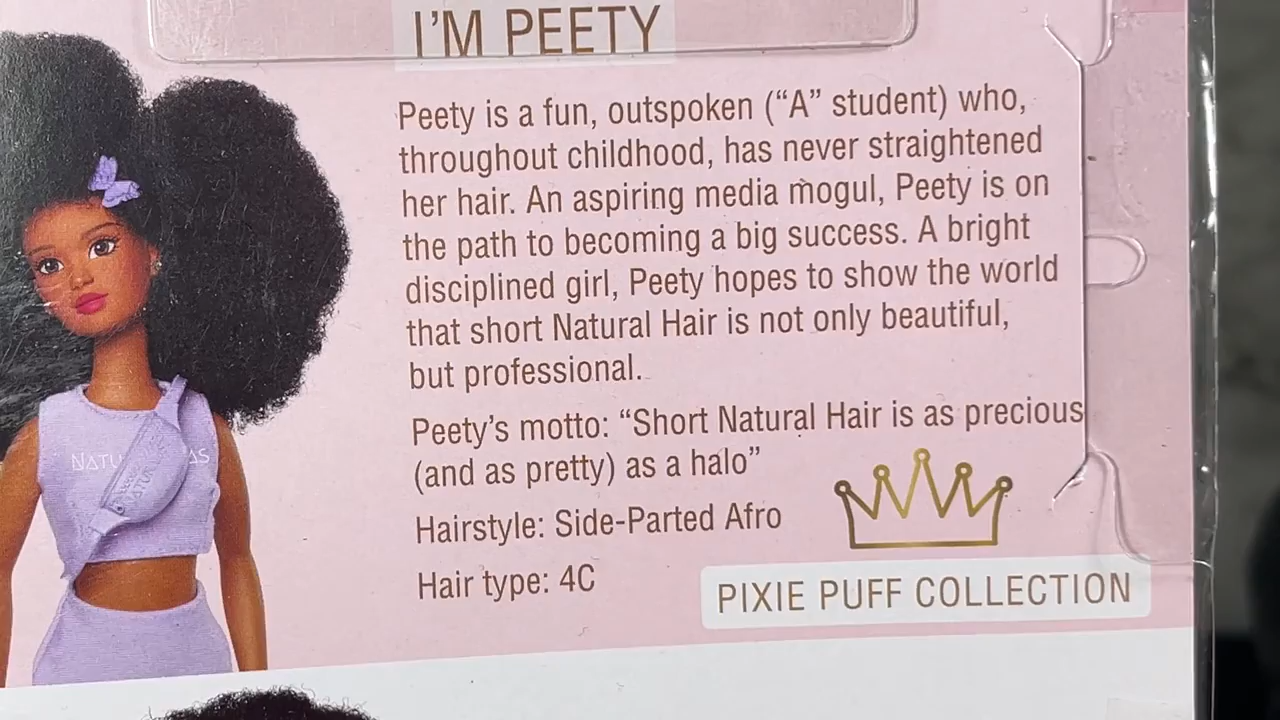 I'M PEETY
Peety is a fun, outspoken ("A" student) who,
throughout childhood, has never straightened
her hair. An aspiring media mogul, Peety is on
the path to becoming a big success. A bright
disciplined girl, Peety hopes to show the world
that short Natural Hair is not only beautiful,
but professional.
Peety's motto: "Short Natural Hair is as precious
(and as pretty) as a halo"
Hairstyle: Side-Parted Afro
Hair type: 4C
PIXIE PUFF COLLECTION